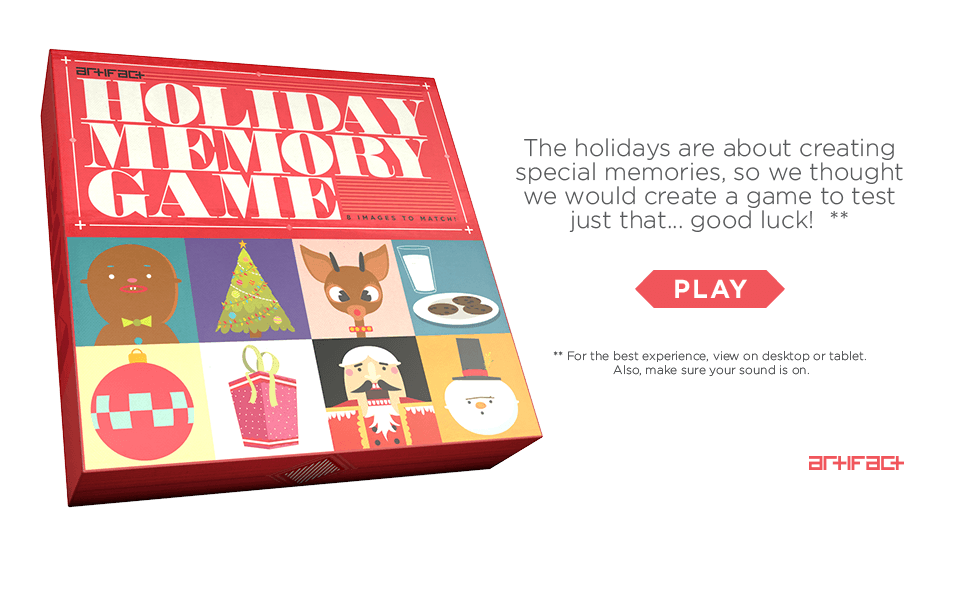 artifact
HOLIDAY
MEMORY
GAME
8 IMAGES TO MATCH!
The holidays are about creating
special memories, so we thought
we would create a game to test
just that... good luck! **
PLAY
** For the best experience, view on desktop or tablet.
Also, make sure your sound is on.
artifact